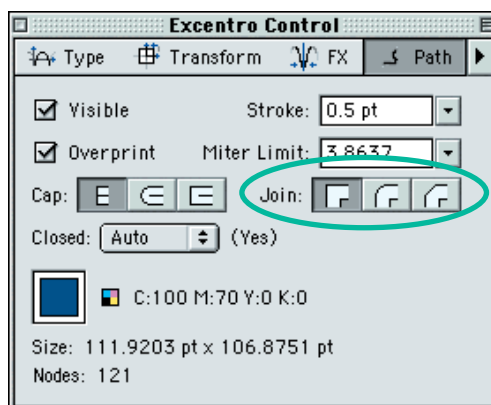 Excentro Control
Type Transform FX Path
Visible Stroke: 0.5 pt
Overprint Miter Limit: 3.8637
Cap: Join:
Closed: Auto (Yes)
C:100 M:70 Y:0 K:0
Size: 111.9203 pt x 106.8751 pt
Nodes: 121